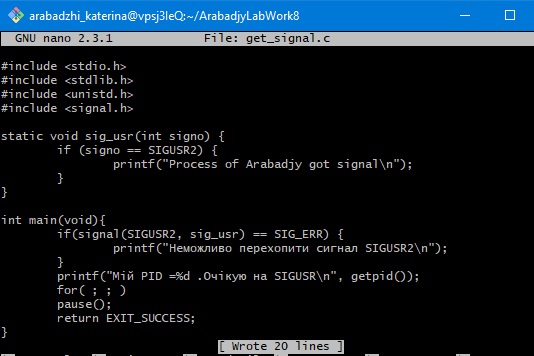 arabadzhi_katerina@vpsj3leQ:~/ArabadjyLabWork8
GNU nano 2.3.1 File: get_signal.c
#include <stdio.h>
#include <stdlib.h>
#include <unistd.h>
#include <signal.h>
static void sig_usr(int signo) {
if (signo == SIGUSR2) {
printf("Process of Arabadjy got signal\n");
}
}
int main(void){
if(signal(SIGUSR2, sig_usr) == SIG_ERR) {
printf("Неможливо перехопити сигнал SIGUSR2\n");
}
printf("Мій PID =%d .Очікую на SIGUSR\n", getpid());
for( ; ; )
pause();
return EXIT_SUCCESS;
}
[ Wrote 20 lines ]